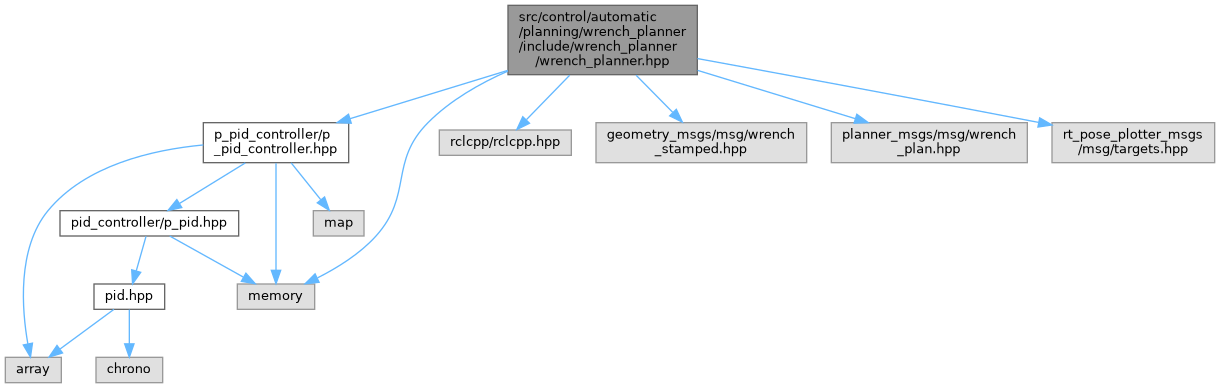 src/control/automatic
/planning/wrench_planner
/include/wrench_planner
/wrench_planner.hpp
p_pid_controller/p
_pid_controller.hpp
rclcpp/rclcpp.hpp
geometry_msgs/msg/wrench
_stamped.hpp
planner_msgs/msg/wrench
_plan.hpp
rt_pose_plotter_msgs
/msg/targets.hpp
pid_controller/p_pid.hpp
map
pid.hpp
memory
array
chrono